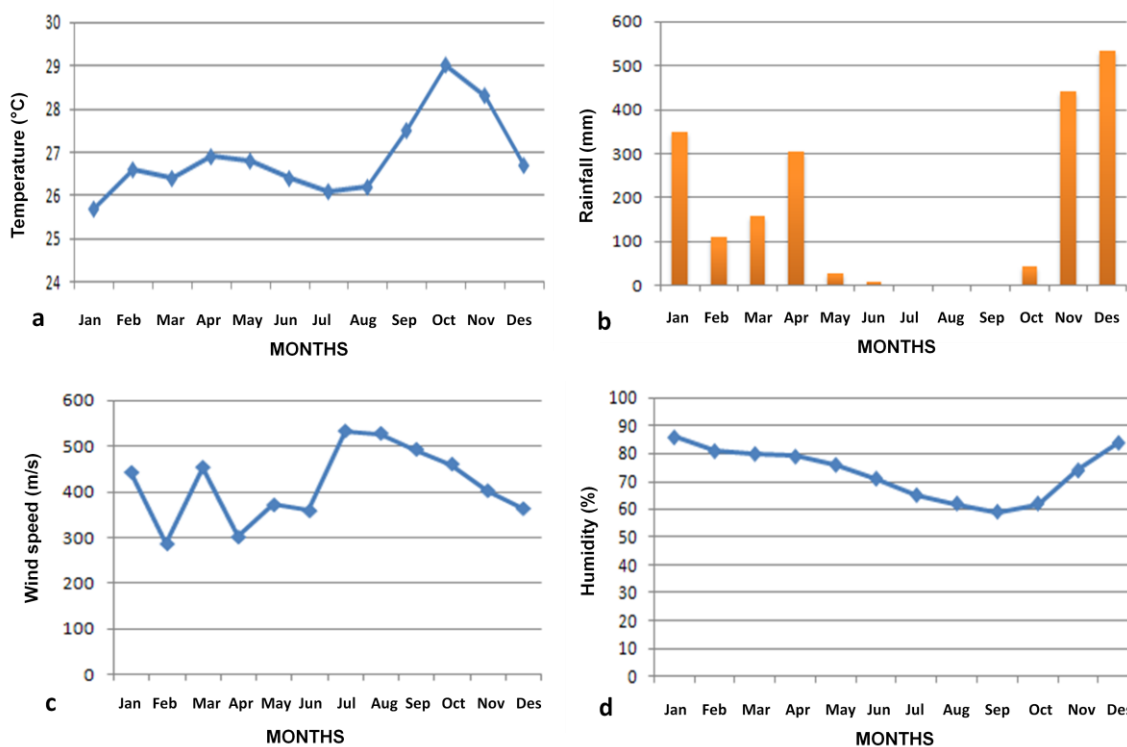 Temperature (°C)
30
29
28
27
26
25
24
a
Jan Feb Mar Apr May Jun Jul Aug Sep Oct Nov Des
MONTHS
Rainfall (mm)
600
500
400
300
200
100
0
b
Jan Feb Mar Apr May Jun Jul Aug Sep Oct Nov Des
MONTHS
Wind speed (m/s)
600
500
400
300
200
100
0
c
Jan Feb Mar Apr May Jun Jul Aug Sep Oct Nov Des
MONTHS
Humidity (%)
100
90
80
70
60
50
40
30
20
10
0
d
Jan Feb Mar Apr May Jun Jul Aug Sep Oct Nov Des
MONTHS